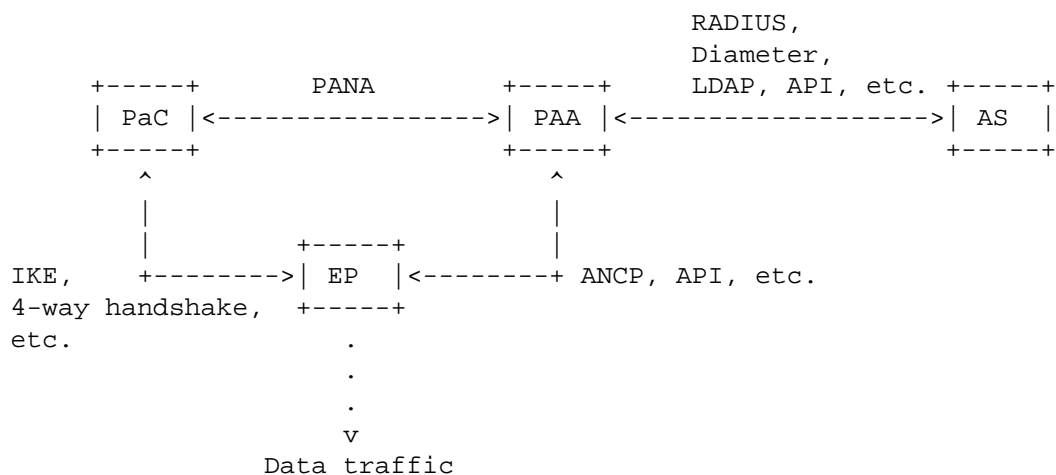 RADIUS,
Diameter,
PANA LDAP, API, etc.
PaC PAA AS
EP
IKE, ANCP, API, etc.
4-way handshake,
etc.
Data traffic